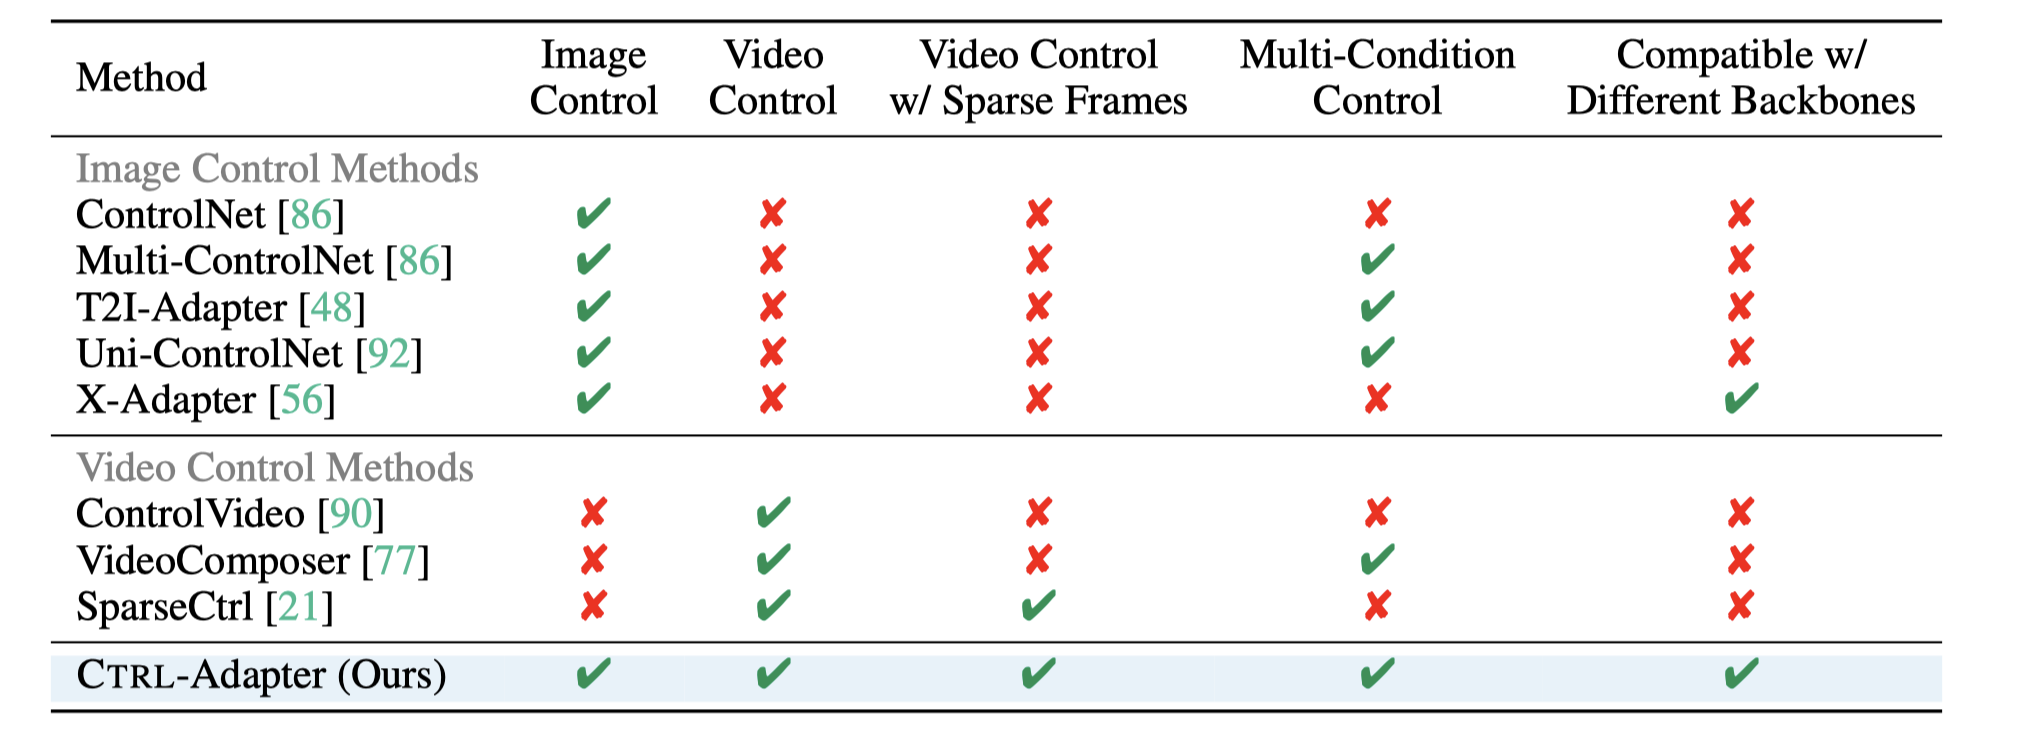 Method Image Control Video Control Video Control w/ Sparse Frames Multi-Condition Control Compatible w/ Different Backbones
Image Control Methods
ControlNet [86] ✔ ✘ ✘ ✘ ✘
Multi-ControlNet [86] ✔ ✘ ✘ ✔ ✘
T2I-Adapter [48] ✔ ✘ ✘ ✔ ✘
Uni-ControlNet [92] ✔ ✘ ✘ ✔ ✘
X-Adapter [56] ✔ ✘ ✘ ✘ ✔
Video Control Methods
ControlVideo [90] ✘ ✔ ✘ ✘ ✘
VideoComposer [77] ✘ ✔ ✘ ✔ ✘
SparseCtrl [21] ✘ ✔ ✔ ✘ ✘
CTRL-Adapter (Ours) ✔ ✔ ✔ ✔ ✔